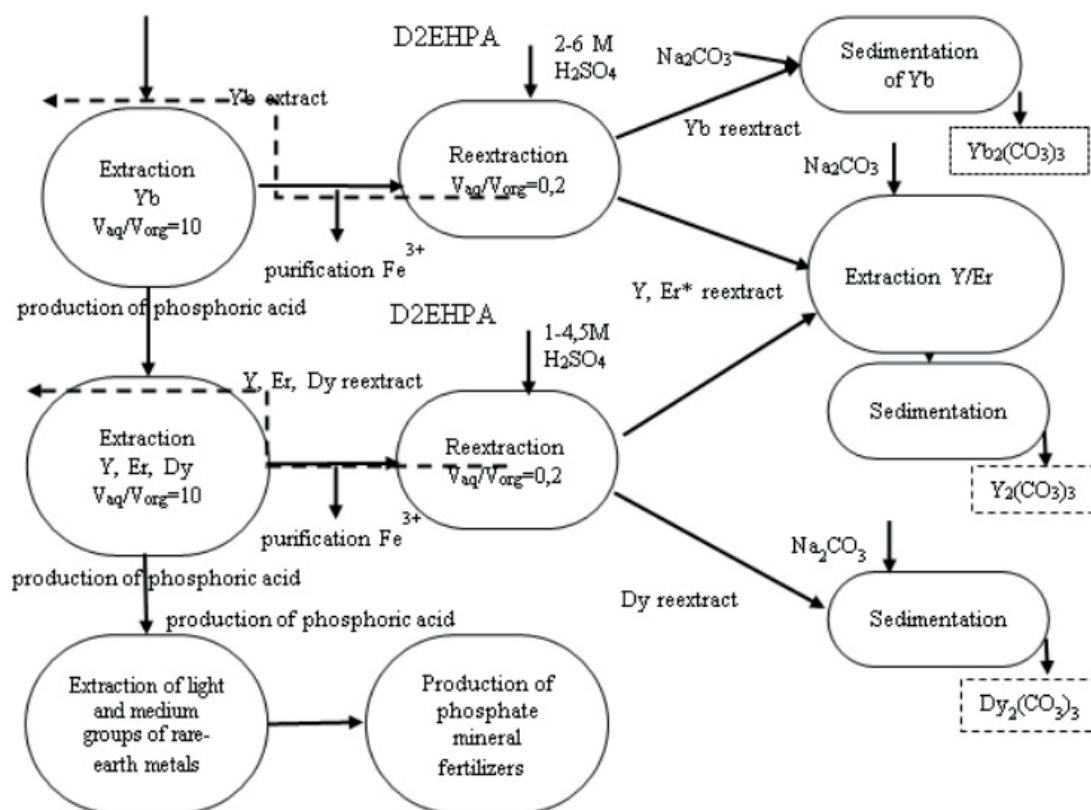 D2EHPA
2-6 M
H₂SO₄
Na₂CO₃
Sedimentation
of Yb
Yb extract
Yb reextract
Yb₂(CO₃)₃
Extraction
Yb
Vaq/Vorg=10
Reextraction
Vaq/Vorg=0,2
Na₂CO₃
purification Fe³⁺
Y, Er* reextract
Extraction Y/Er
production of phosphoric acid
D2EHPA
1-4,5M
H₂SO₄
Y, Er, Dy reextract
Sedimentation
Extraction
Y, Er, Dy
Vaq/Vorg=10
Reextraction
Vaq/Vorg=0,2
Y₂(CO₃)₃
purification Fe³⁺
Na₂CO₃
production of phosphoric acid
Dy reextract
Sedimentation
production of phosphoric acid
Extraction of light
and medium
groups of rare-
earth metals
Production of
phosphate
mineral
fertilizers
Dy₂(CO₃)₃